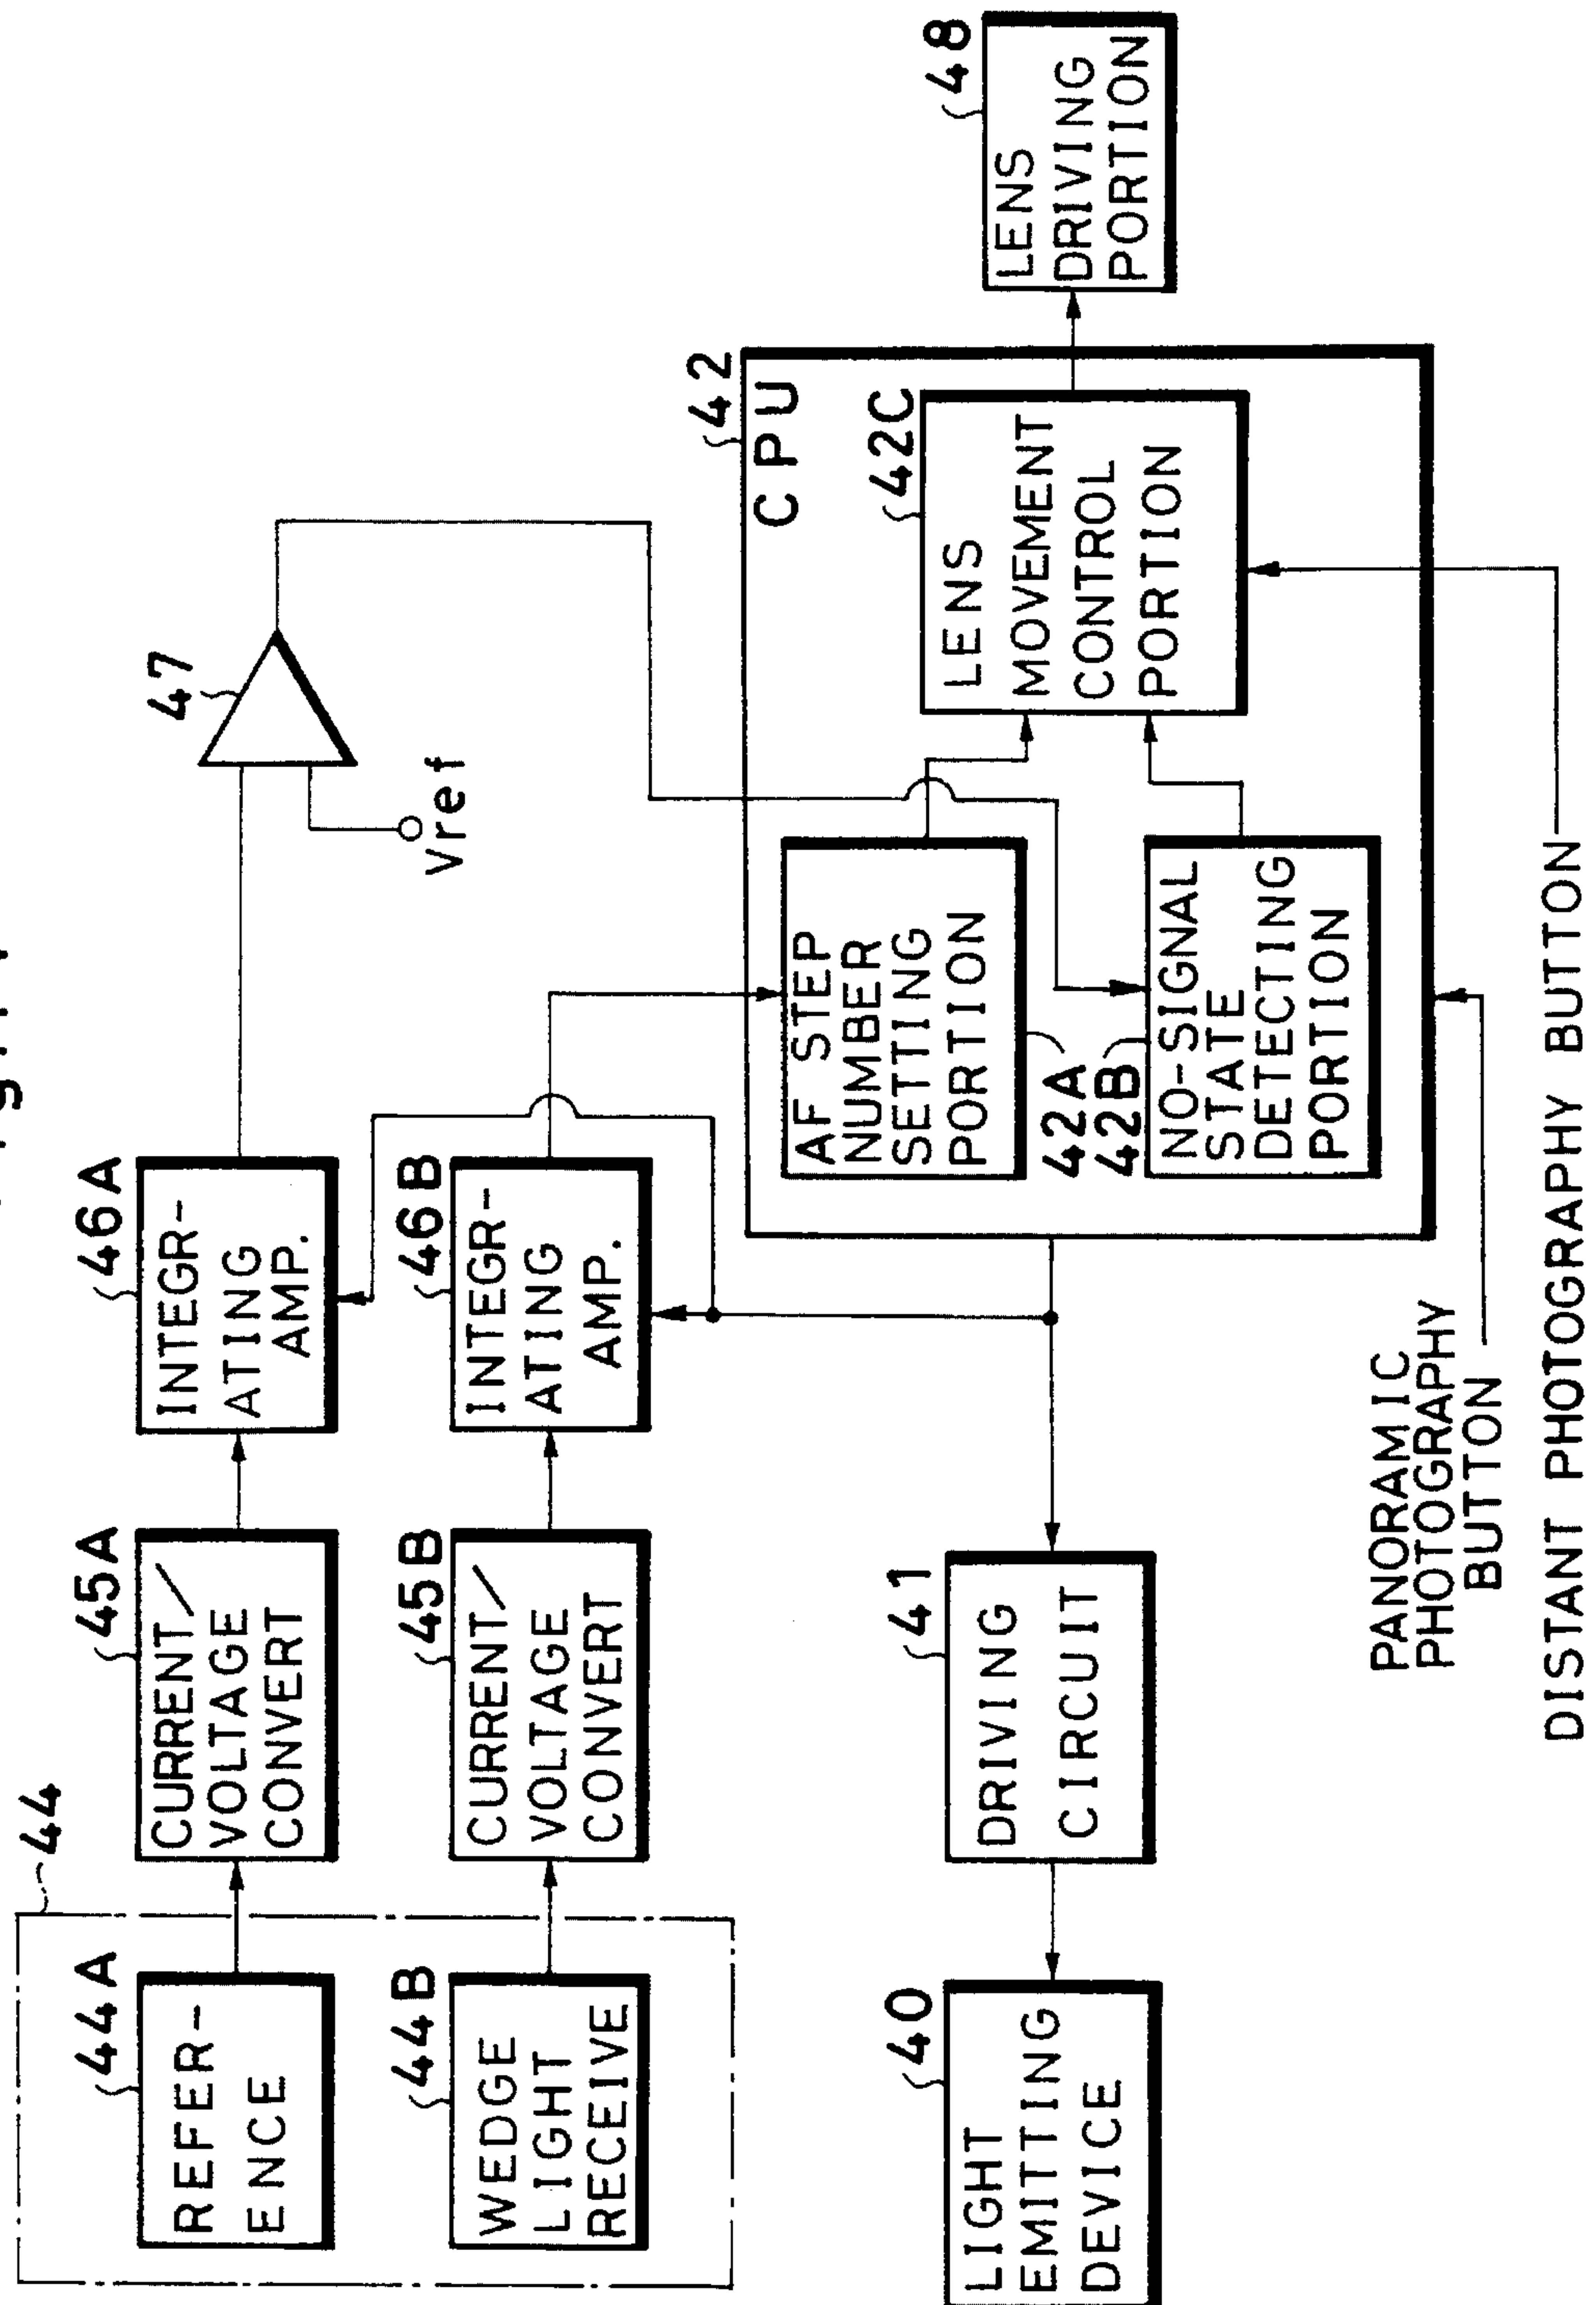 44
44A
REFER-
ENCE
44B
WEDGE
LIGHT
RECEIVE
45A
CURRENT/
VOLTAGE
CONVERT
45B
CURRENT/
VOLTAGE
CONVERT
46A
INTEGR-
ATING
AMP.
46B
INTEGR-
ATING
AMP.
47
Vref
40
LIGHT
EMITTING
DEVICE
41
DRIVING
CIRCUIT
42
CPU
AF STEP
NUMBER
SETTING
PORTION
42A
42B
NO-SIGNAL
STATE
DETECTING
PORTION
42C
LENS
MOVEMENT
CONTROL
PORTION
48
LENS
DRIVING
PORTION
PANORAMIC
PHOTOGRAPHY
BUTTON
DISTANT PHOTOGRAPHY BUTTON